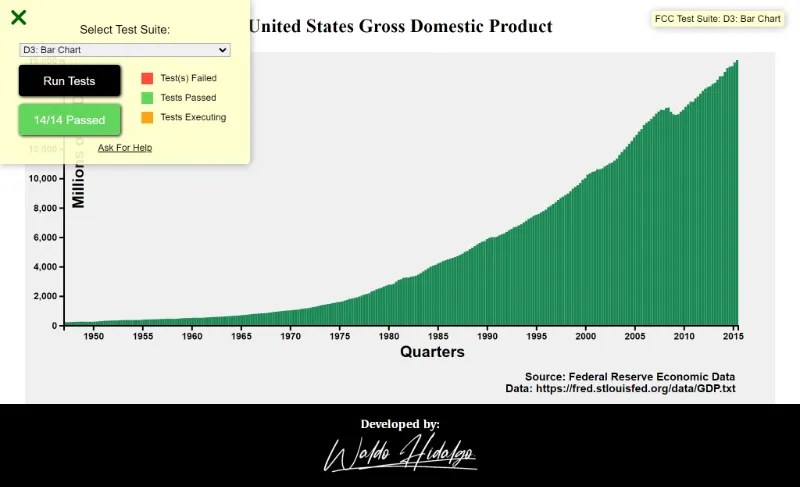 United States Gross Domestic Product
FCC Test Suite: D3: Bar Chart
Select Test Suite:
D3: Bar Chart
Run Tests
Test(s) Failed
Tests Passed
14/14 Passed
Tests Executing
Ask For Help
Millions
12,000
10,000
8,000
6,000
4,000
2,000
0
1950 1955 1960 1965 1970 1975 1980 1985 1990 1995 2000 2005 2010 2015
Quarters
Source: Federal Reserve Economic Data
Data: https://fred.stlouisfed.org/data/GDP.txt
Developed by:
Waldo Hidalgo